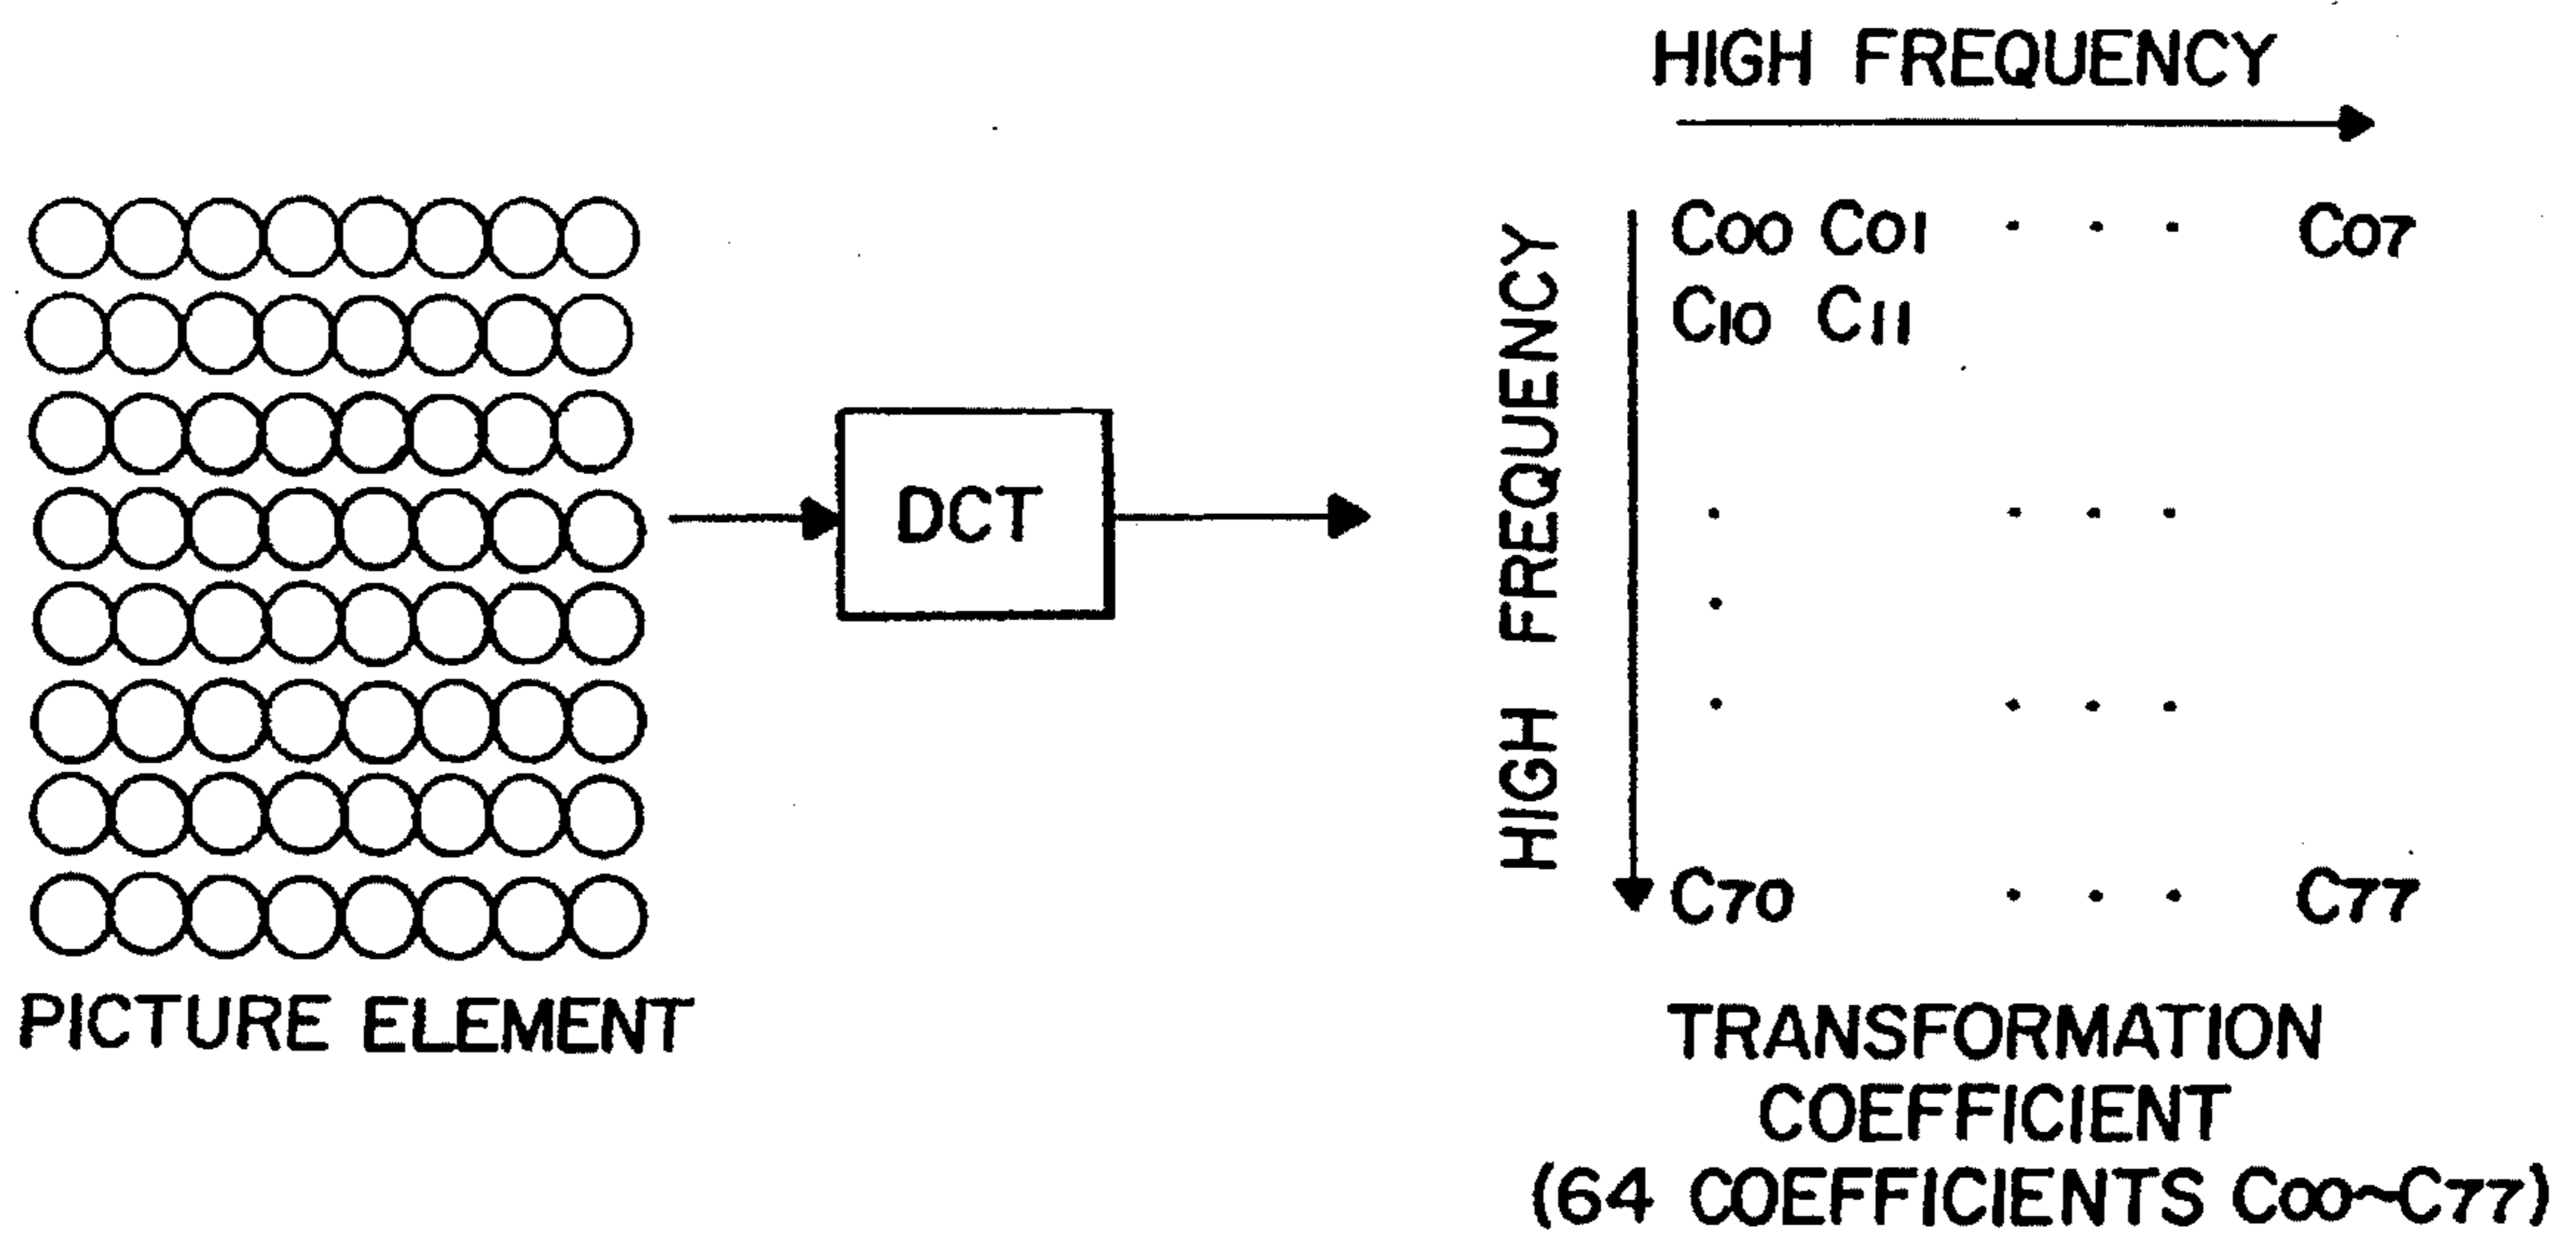 HIGH FREQUENCY
HIGH FREQUENCY
C00 C01 . . . C07
C10 C11
. . . .
.
. . . .
C70 . . . C77
DCT
PICTURE ELEMENT
TRANSFORMATION
COEFFICIENT
(64 COEFFICIENTS C00~C77)